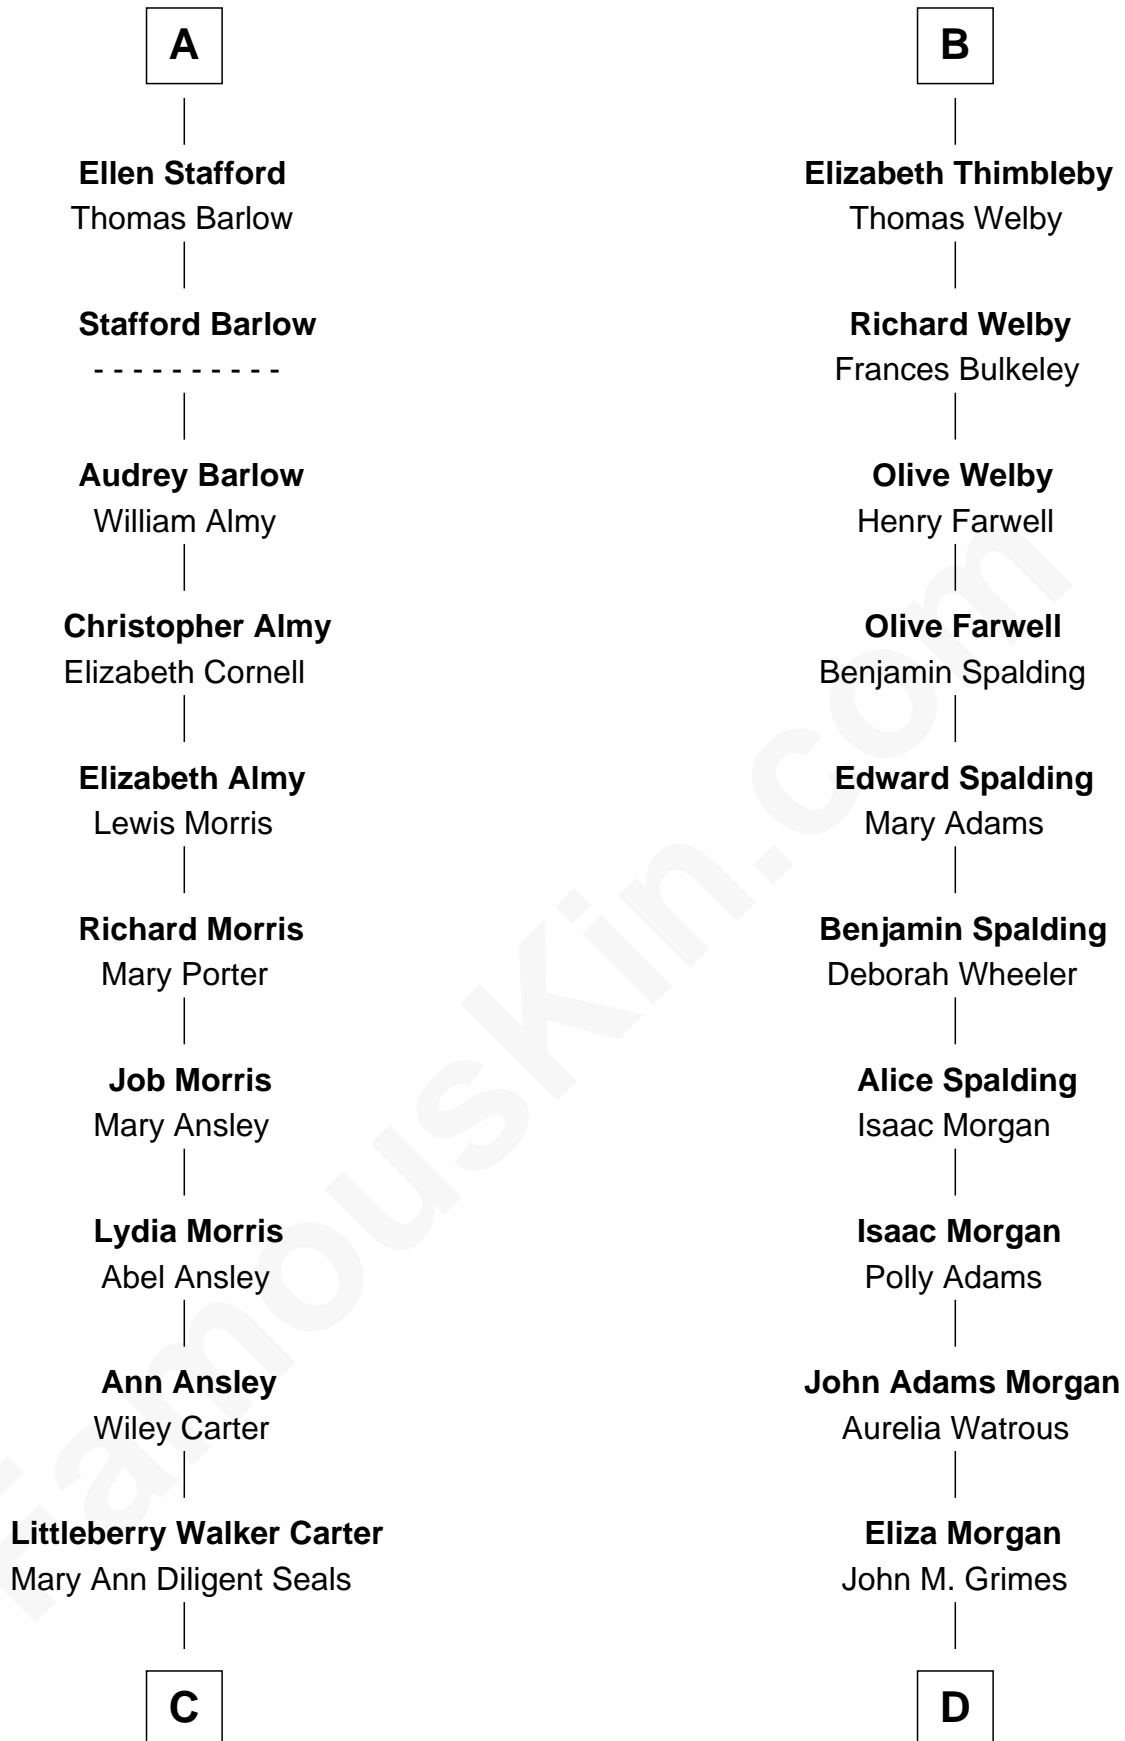 A
Ellen Stafford
Thomas Barlow
Stafford Barlow
- - - - - - - - - -
Audrey Barlow
William Almy
Christopher Almy
Elizabeth Cornell
Elizabeth Almy
Lewis Morris
Richard Morris
Mary Porter
Job Morris
Mary Ansley
Lydia Morris
Abel Ansley
Ann Ansley
Wiley Carter
Littleberry Walker Carter
Mary Ann Diligent Seals
C
B
Elizabeth Thimbleby
Thomas Welby
Richard Welby
Frances Bulkeley
Olive Welby
Henry Farwell
Olive Farwell
Benjamin Spalding
Edward Spalding
Mary Adams
Benjamin Spalding
Deborah Wheeler
Alice Spalding
Isaac Morgan
Isaac Morgan
Polly Adams
John Adams Morgan
Aurelia Watrous
Eliza Morgan
John M. Grimes
D
FamousKin.com